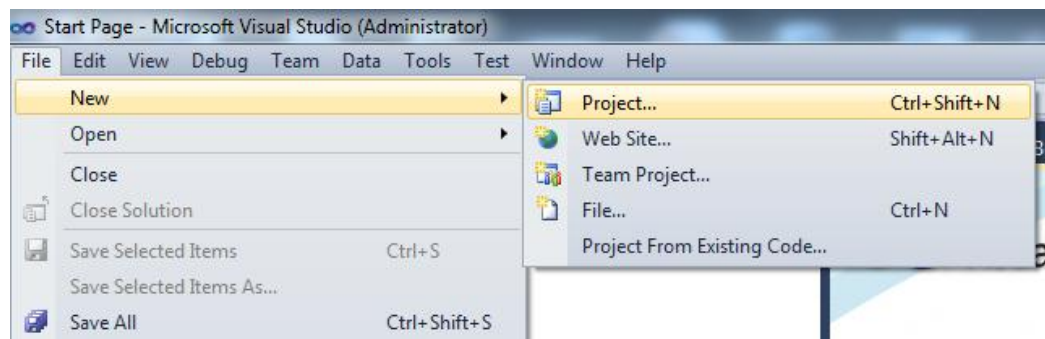 Start Page - Microsoft Visual Studio (Administrator)
File Edit View Debug Team Data Tools Test Window Help
New
Open
Close
Close Solution
Save Selected Items Ctrl+S
Save Selected Items As...
Save All Ctrl+Shift+S
Project... Ctrl+Shift+N
Web Site... Shift+Alt+N
Team Project...
File... Ctrl+N
Project From Existing Code...